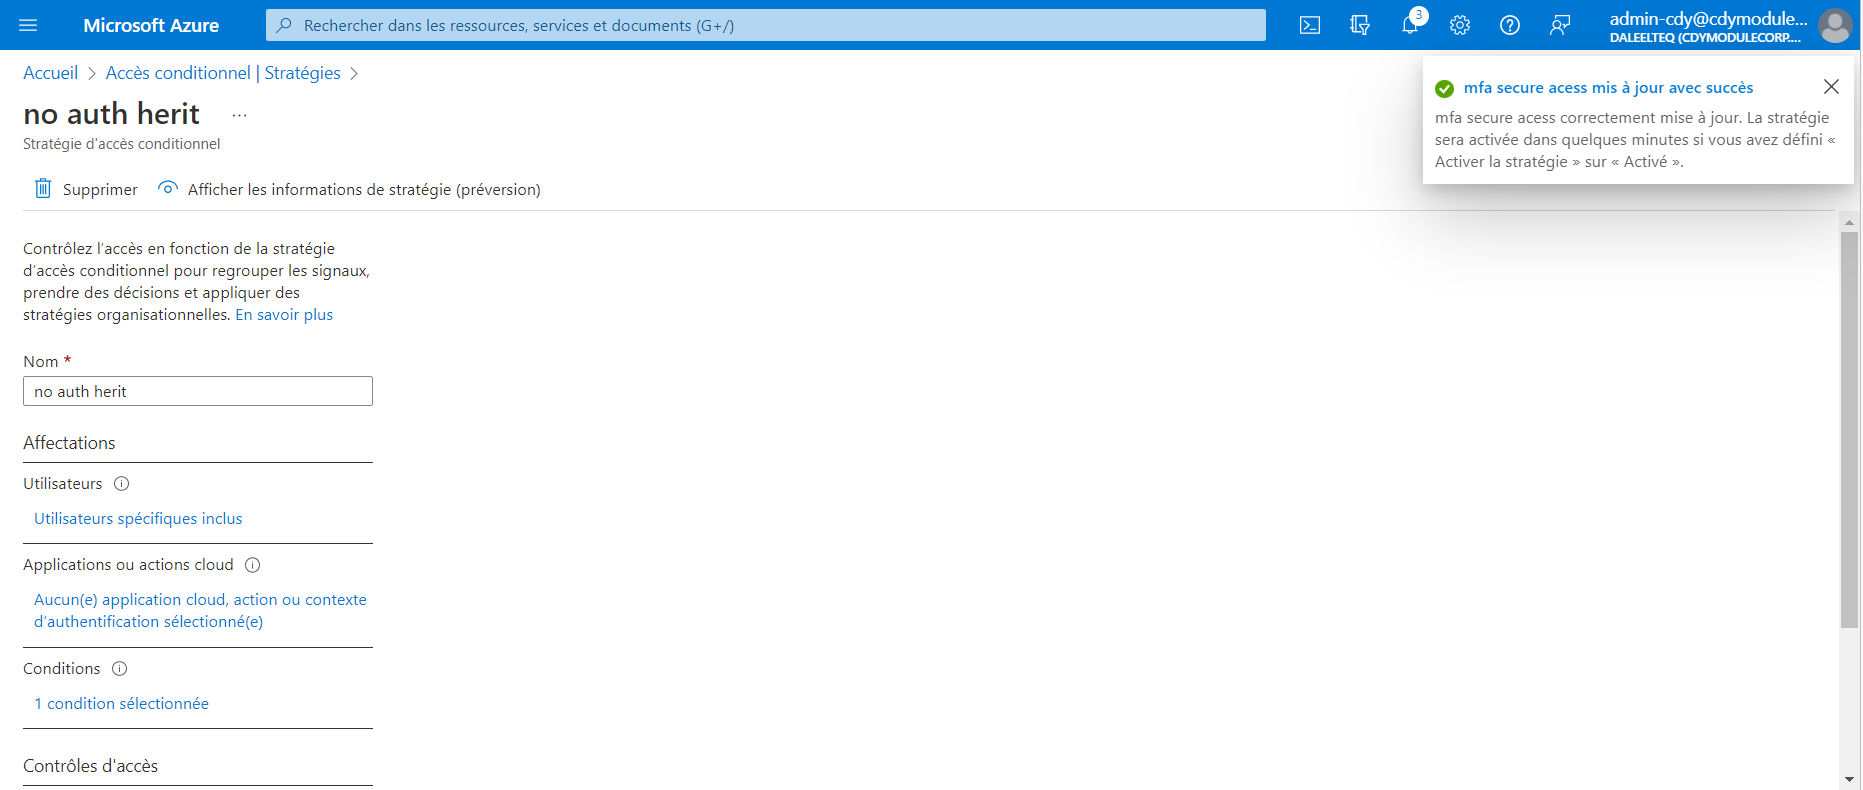 Microsoft Azure
Rechercher dans les ressources, services et documents (G+/)
3
admin-cdy@cdymodule...
DALEELTEQ (CDYMODULECORP....
Accueil > Accès conditionnel | Stratégies >
no auth herit ...
Stratégie d'accès conditionnel
Supprimer
Afficher les informations de stratégie (préversion)
mfa secure acess mis à jour avec succès
mfa secure acess correctement mise à jour. La stratégie
sera activée dans quelques minutes si vous avez défini «
Activer la stratégie » sur « Activé ».
Contrôlez l’accès en fonction de la stratégie
d’accès conditionnel pour regrouper les signaux,
prendre des décisions et appliquer des
stratégies organisationnelles. En savoir plus
Nom *
no auth herit
Affectations
Utilisateurs
Utilisateurs spécifiques inclus
Applications ou actions cloud
Aucun(e) application cloud, action ou contexte
d’authentification sélectionné(e)
Conditions
1 condition sélectionnée
Contrôles d'accès